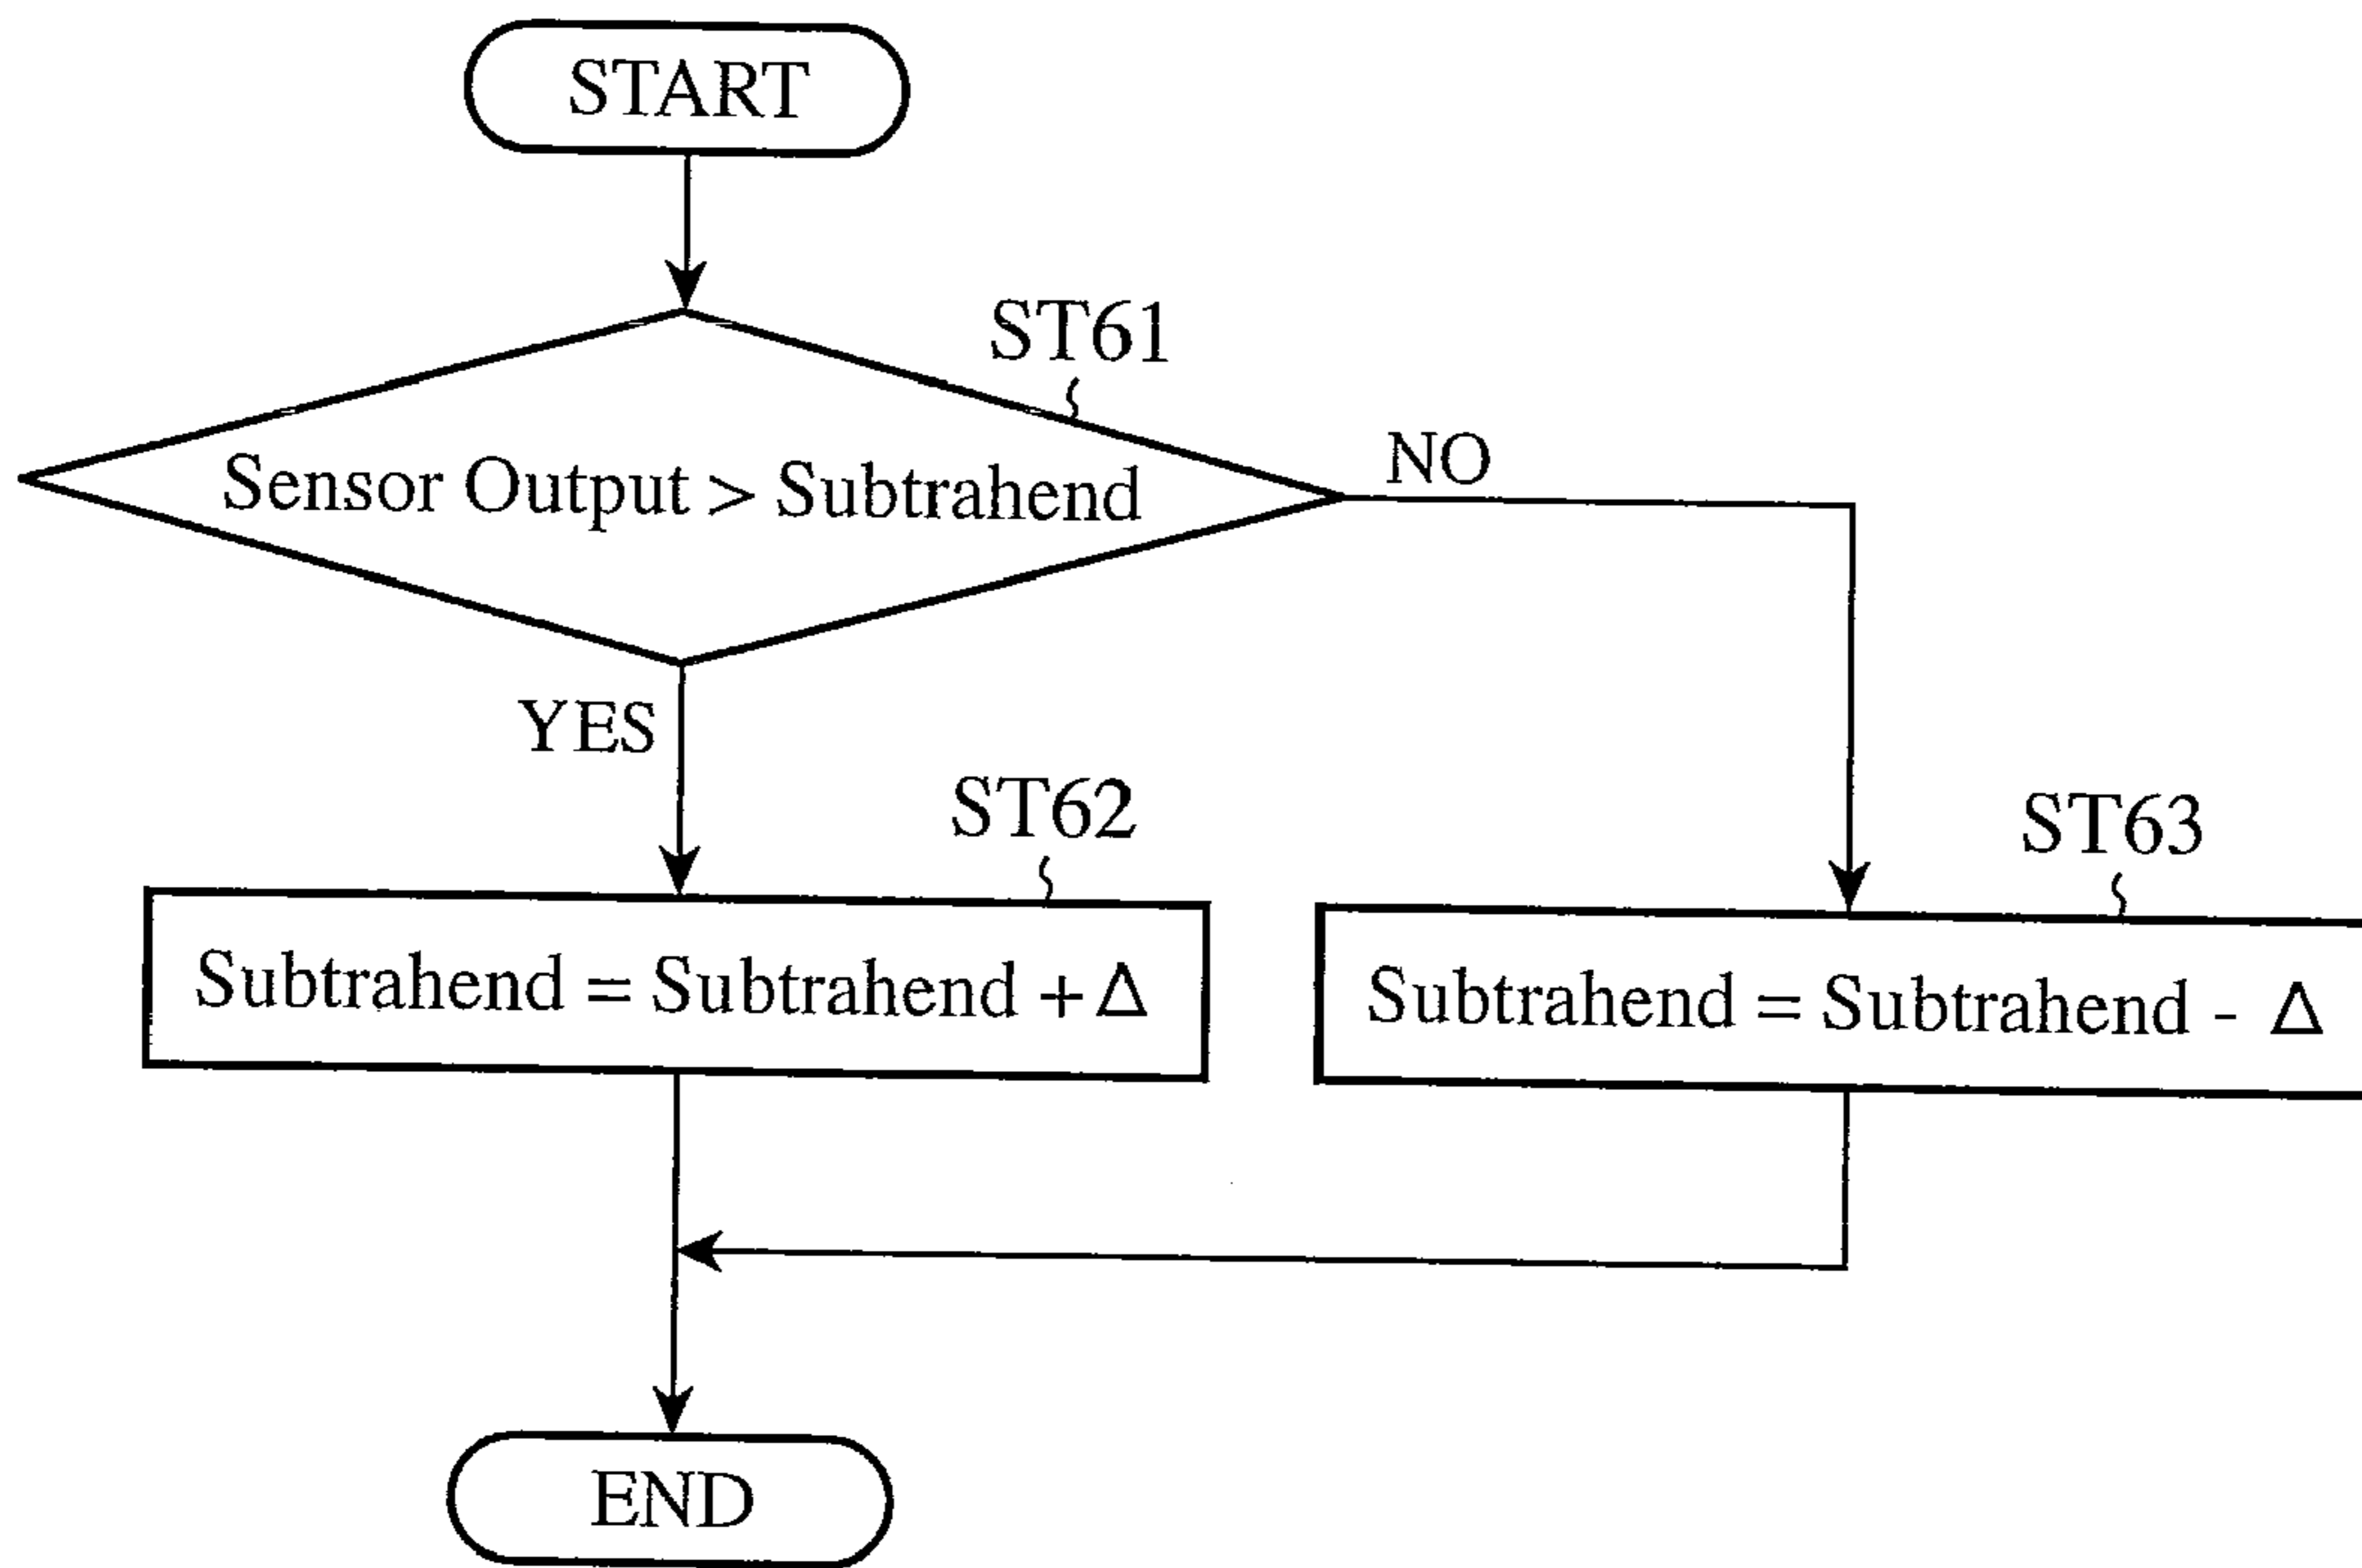 START
ST61
Sensor Output > Subtrahend
NO
YES
ST62
ST63
Subtrahend = Subtrahend + Δ
Subtrahend = Subtrahend - Δ
END